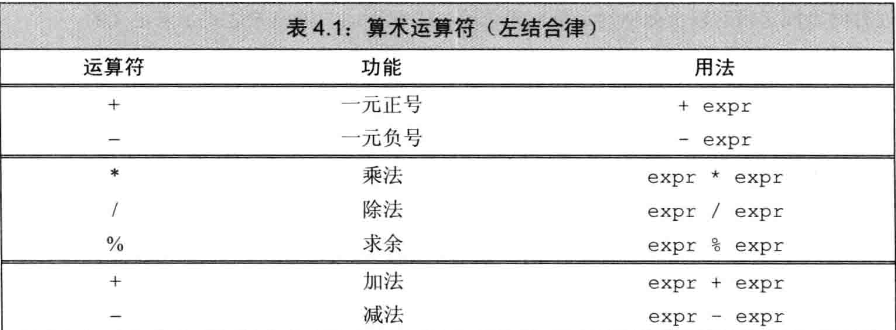 表 4.1：算术运算符（左结合律）
运算符 功能 用法
+ 一元正号 + expr
− 一元负号 - expr
* 乘法 expr * expr
/ 除法 expr / expr
% 求余 expr % expr
+ 加法 expr + expr
− 减法 expr - expr